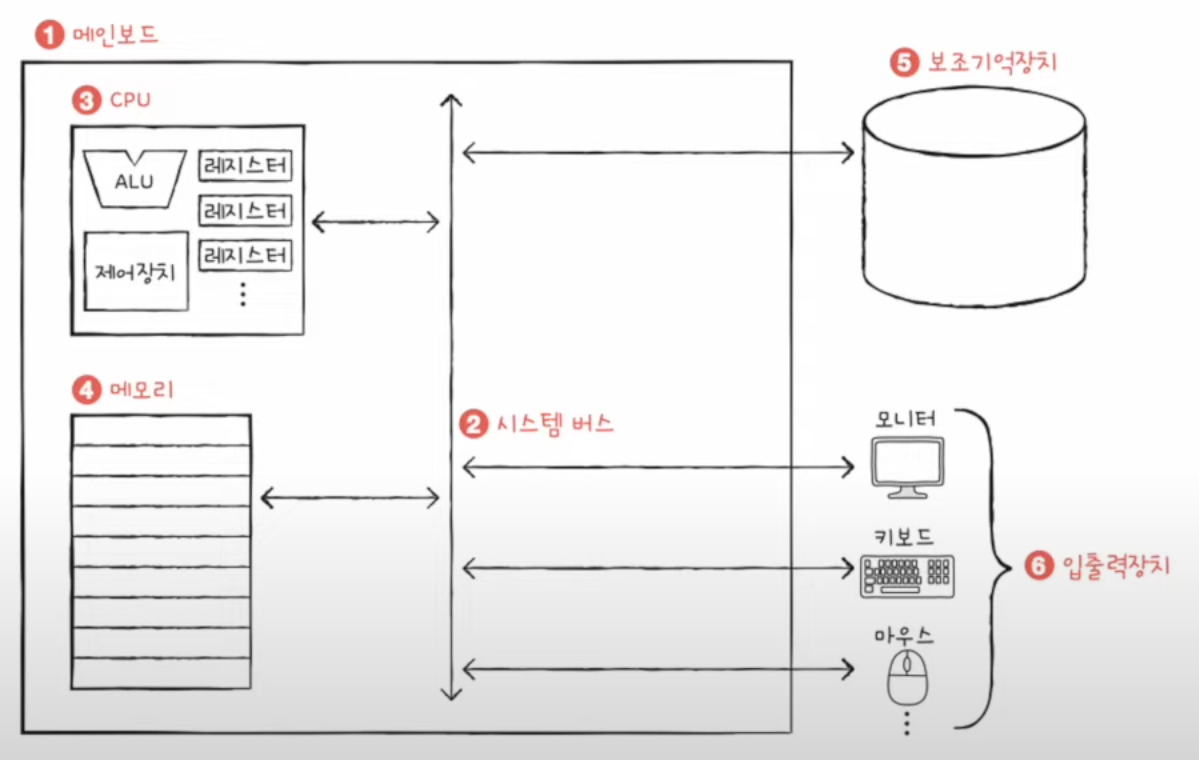 1 메인보드
5 보조기억장치
3 CPU
ALU
레지스터
레지스터
레지스터
제어장치
4 메모리
2 시스템 버스
모니터
키보드
6 입출력장치
마우스